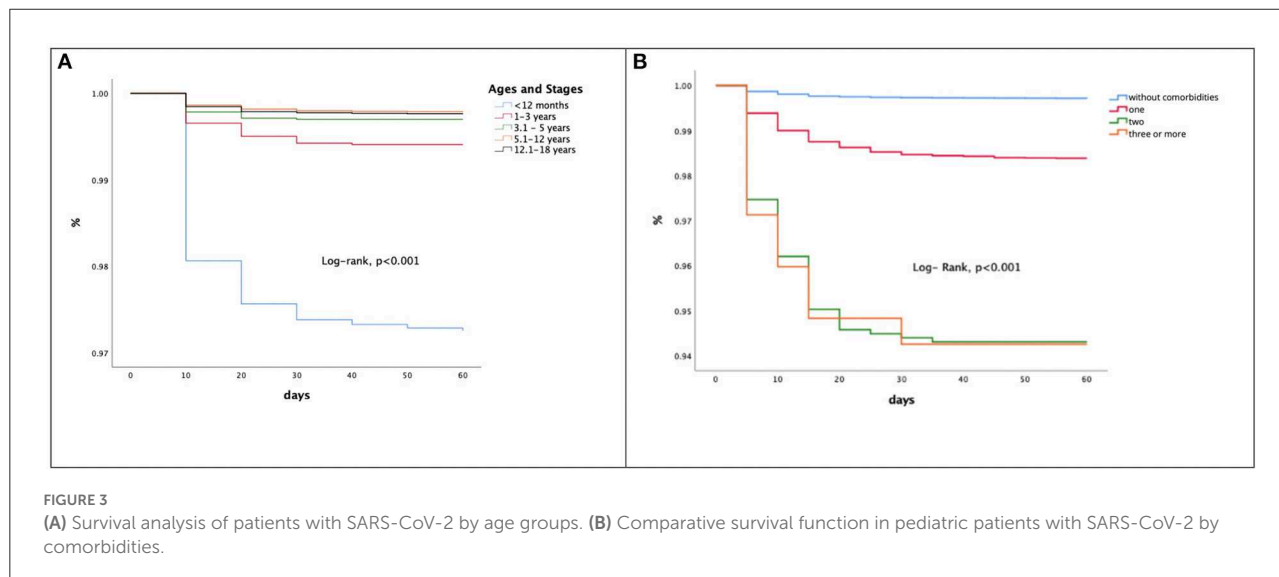 A
Ages and Stages
<12 months
1-3 years
3.1 - 5 years
5.1-12 years
12.1-18 years
1.00
0.99
0.98
0.97
%
Log-rank, p<0.001
0 10 20 30 40 50 60
days
B
without comorbidities
one
two
three or more
1.00
0.99
0.98
0.97
0.96
0.95
0.94
%
Log- Rank, p<0.001
0 10 20 30 40 50 60
days
FIGURE 3
(A) Survival analysis of patients with SARS-CoV-2 by age groups. (B) Comparative survival function in pediatric patients with SARS-CoV-2 by
comorbidities.